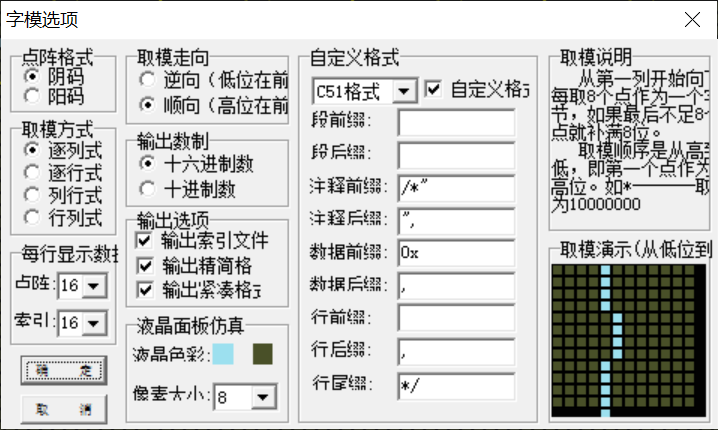 字模选项
点阵格式
阴码
阳码
取模方式
逐列式
逐行式
列行式
行列式
每行显示数
点阵: 16
索引: 16
确 定
取 消
取模走向
逆向（低位在前
顺向（高位在前
输出数制
十六进制数
十进制数
输出选项
输出索引文件
输出精简格
输出紧凑格式
液晶面板仿真
液晶色彩:
像素大小: 8
自定义格式
C51格式 自定义格式
段前缀:
段后缀:
注释前缀: /*"
注释后缀: ",
数据前缀: 0x
数据后缀: ,
行前缀:
行后缀: ,
行尾缀: */
取模说明
从第一列开始向下
每取8个点作为一个字
节，如果最后不足8个
点就补满8位。
取模顺序是从高到
低，即第一个点作为
高位。如*-------取
为10000000
取模演示(从低位到